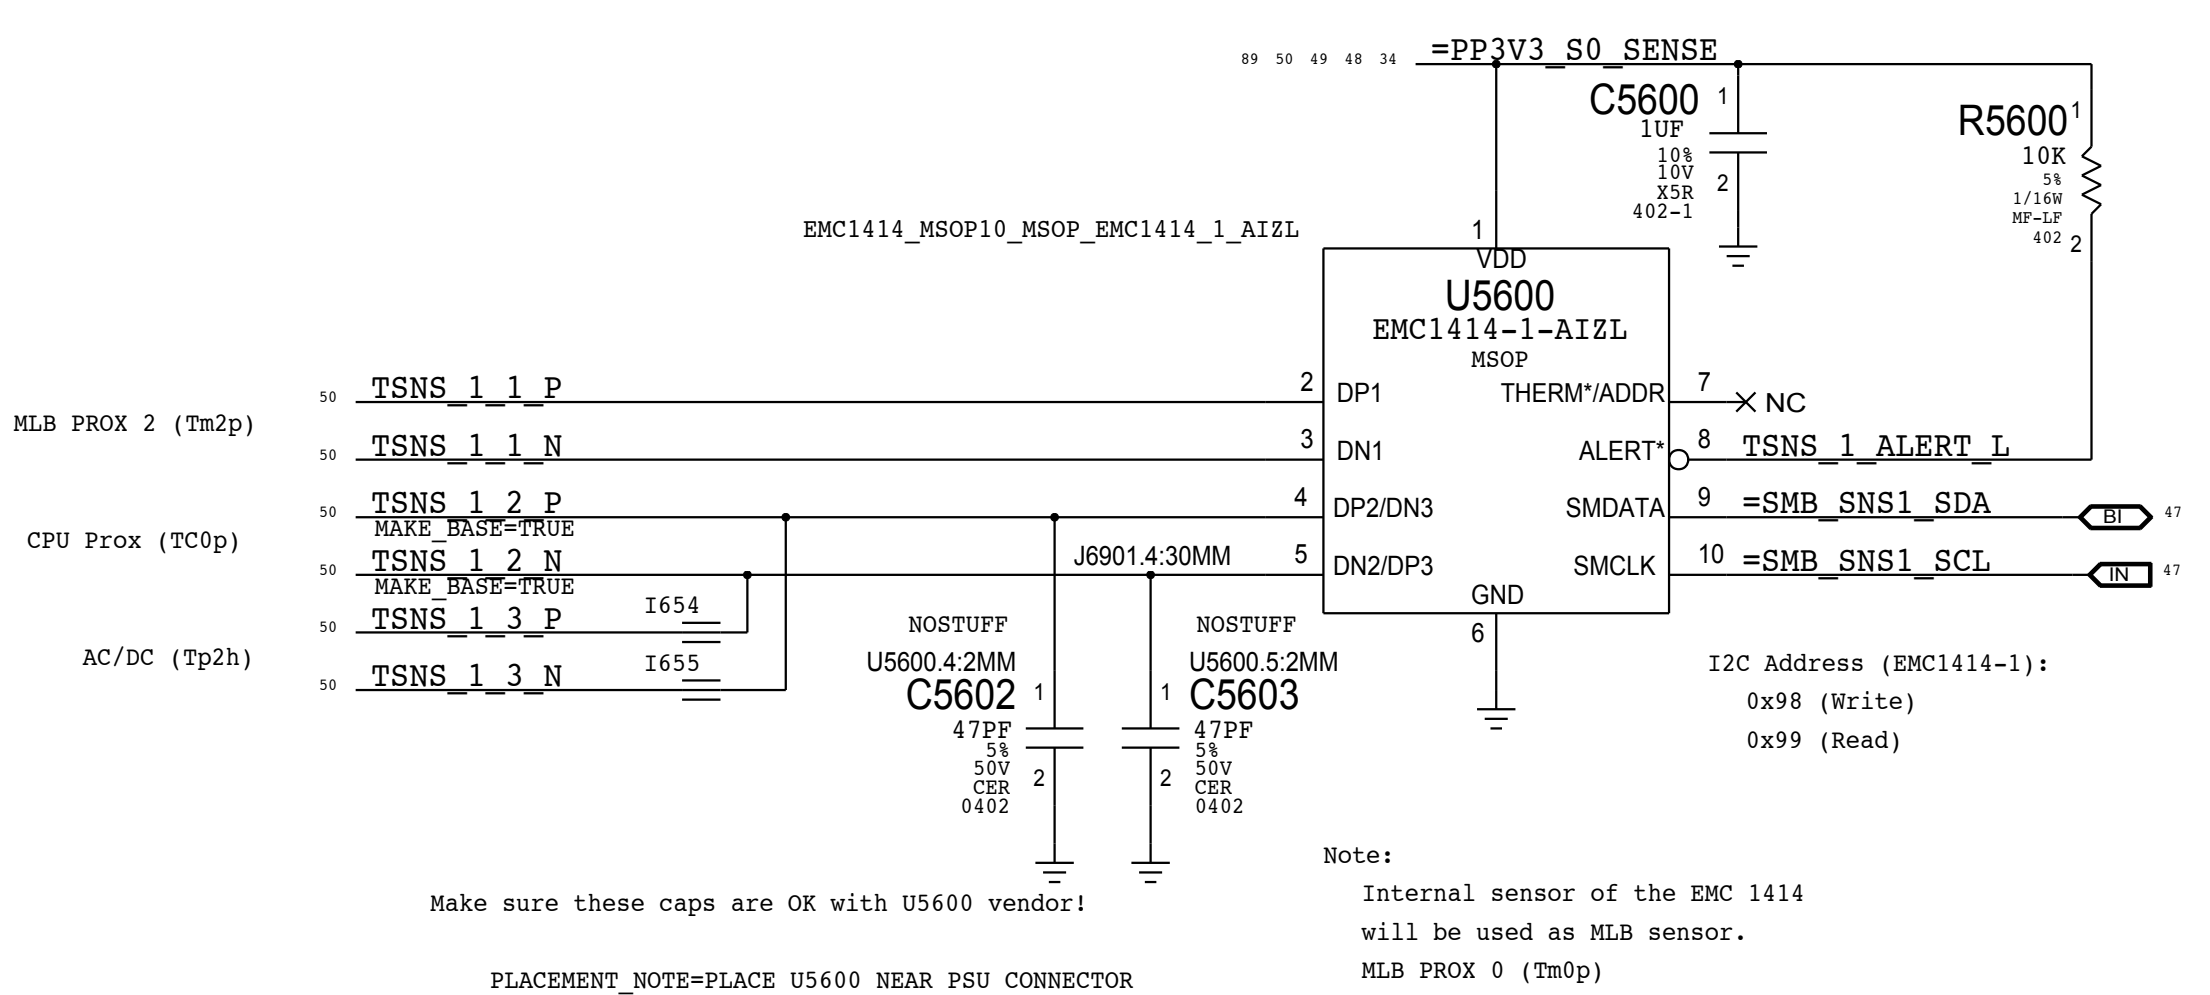 89 50 49 48 34 =PP3V3_S0_SENSE
C5600 1
1UF
10%
10V
X5R
402-1
2
R5600 1
10K
5%
1/16W
MF-LF
402
2
EMC1414_MSOP10_MSOP_EMC1414_1_AIZL
1
VDD
U5600
EMC1414-1-AIZL
MSOP
MLB PROX 2 (Tm2p)
50 TSNS_1_1_P
50 TSNS_1_1_N
CPU Prox (TC0p)
50 TSNS_1_2_P
MAKE_BASE=TRUE
50 TSNS_1_2_N
MAKE_BASE=TRUE
AC/DC (Tp2h)
50 TSNS_1_3_P
I654
50 TSNS_1_3_N
I655
2 DP1
3 DN1
4 DP2/DN3
J6901.4:30MM 5 DN2/DP3
THERM*/ADDR 7 NC
ALERT* 8 TSNS_1_ALERT_L
SMDATA 9 =SMB_SNS1_SDA BI 47
SMCLK 10 =SMB_SNS1_SCL IN 47
GND
6
NOSTUFF
U5600.4:2MM
C5602 1
47PF
5%
50V
CER
0402
2
NOSTUFF
U5600.5:2MM
1 C5603
47PF
5%
50V
CER
0402
2
I2C Address (EMC1414-1):
0x98 (Write)
0x99 (Read)
Make sure these caps are OK with U5600 vendor!
PLACEMENT_NOTE=PLACE U5600 NEAR PSU CONNECTOR
Note:
Internal sensor of the EMC 1414
will be used as MLB sensor.
MLB PROX 0 (Tm0p)